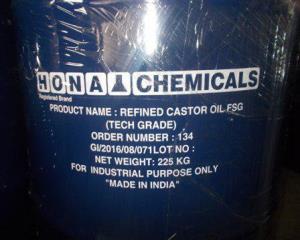 HONA CHEMICALS
Registered Brand
PRODUCT NAME : REFINED CASTOR OIL FSG
(TECH GRADE)
ORDER NUMBER : 134
GI/2016/08/071LOT NO :
NET WEIGHT: 225 KG
FOR INDUSTRIAL PURPOSE ONLY
"MADE IN INDIA"